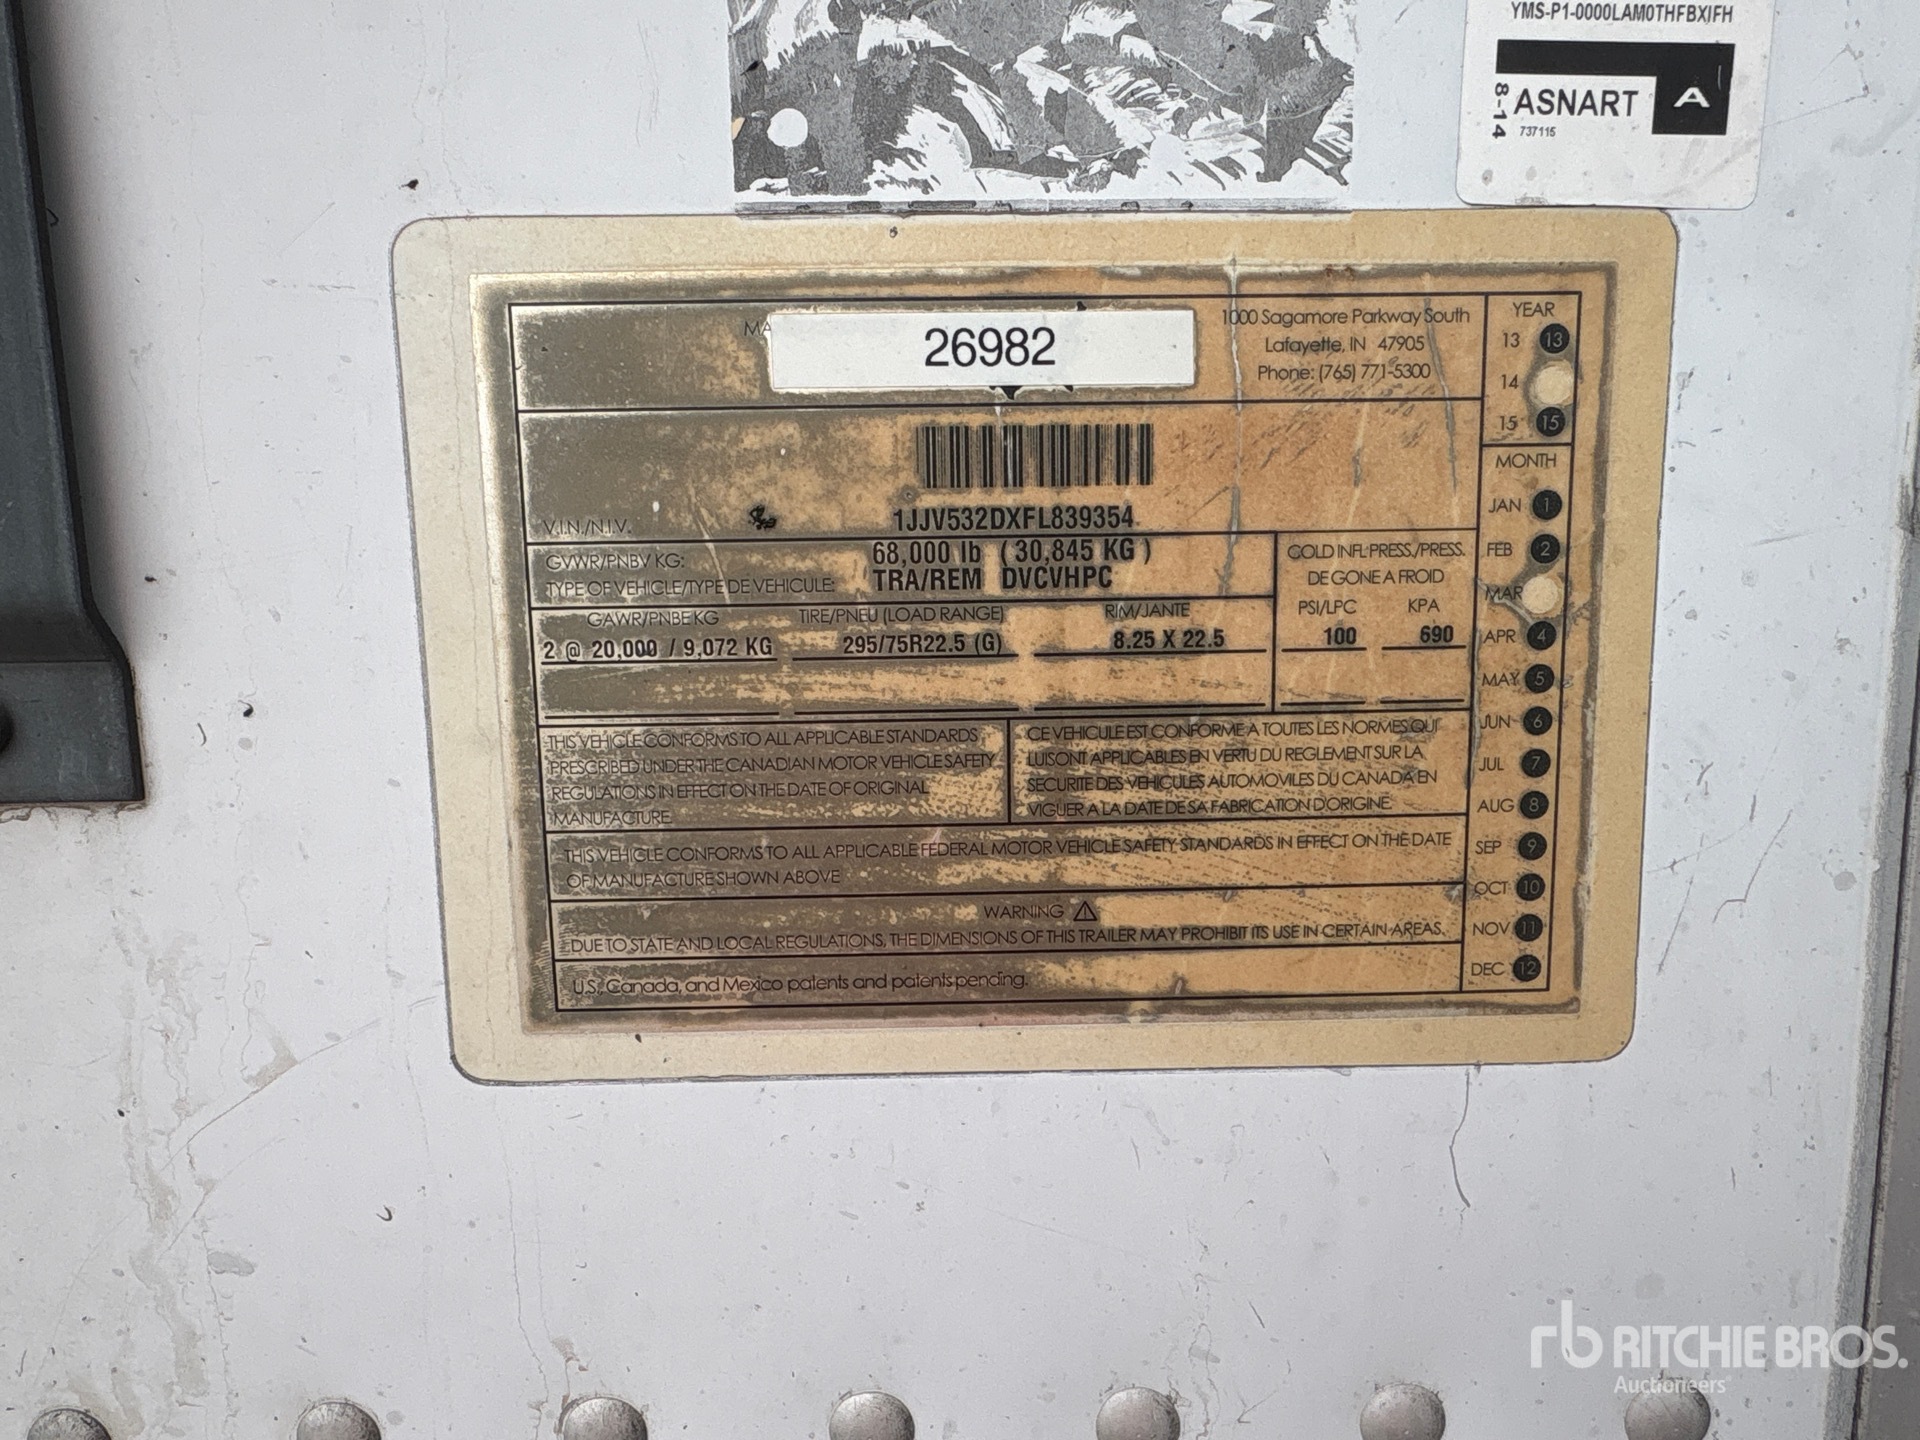 YMS-P1-0000LAM0THFBXIFH
8-14 ASNART A
737115
26982
1000 Sagamore Parkway South
Lafayette, IN 47905
Phone: (765) 771-5300
YEAR
13 13
14
15 15
MONTH
JAN 1
FEB 2
MAR
APR 4
MAY 5
JUN 6
JUL 7
AUG 8
SEP 9
OCT 10
NOV 11
DEC 12
V.I.N./N.I.V. 1JJV532DXFL839354
GVWR/PNBV KG: 68,000 lb ( 30,845 KG )
TYPE OF VEHICLE/TYPE DE VEHICULE: TRA/REM DVCVHPC
COLD INFL·PRESS./PRESS.
DE GONE A FROID
GAWR/PNBE KG TIRE/PNEU (LOAD RANGE) RIM/JANTE PSI/LPC KPA
2 @ 20,000 / 9,072 KG 295/75R22.5 (G) 8.25 X 22.5 100 690
THIS VEHICLE CONFORMS TO ALL APPLICABLE STANDARDS
PRESCRIBED UNDER THE CANADIAN MOTOR VEHICLE SAFETY
REGULATIONS IN EFFECT ON THE DATE OF ORIGINAL
MANUFACTURE.
CE VEHICULE EST CONFORME A TOUTES LES NORMES QUI
LUISONT APPLICABLES EN VERTU DU REGLEMENT SUR LA
SECURITE DES VEHICULES AUTOMOVILES DU CANADA EN
VIGUER A LA DATE DE SA FABRICATION D'ORIGINE.
THIS VEHICLE CONFORMS TO ALL APPLICABLE FEDERAL MOTOR VEHICLE SAFETY STANDARDS IN EFFECT ON THE DATE
OF MANUFACTURE SHOWN ABOVE
WARNING
DUE TO STATE AND LOCAL REGULATIONS, THE DIMENSIONS OF THIS TRAILER MAY PROHIBIT ITS USE IN CERTAIN AREAS.
U.S., Canada, and Mexico patents and patents pending.
rb RITCHIE BROS.
Auctioneers